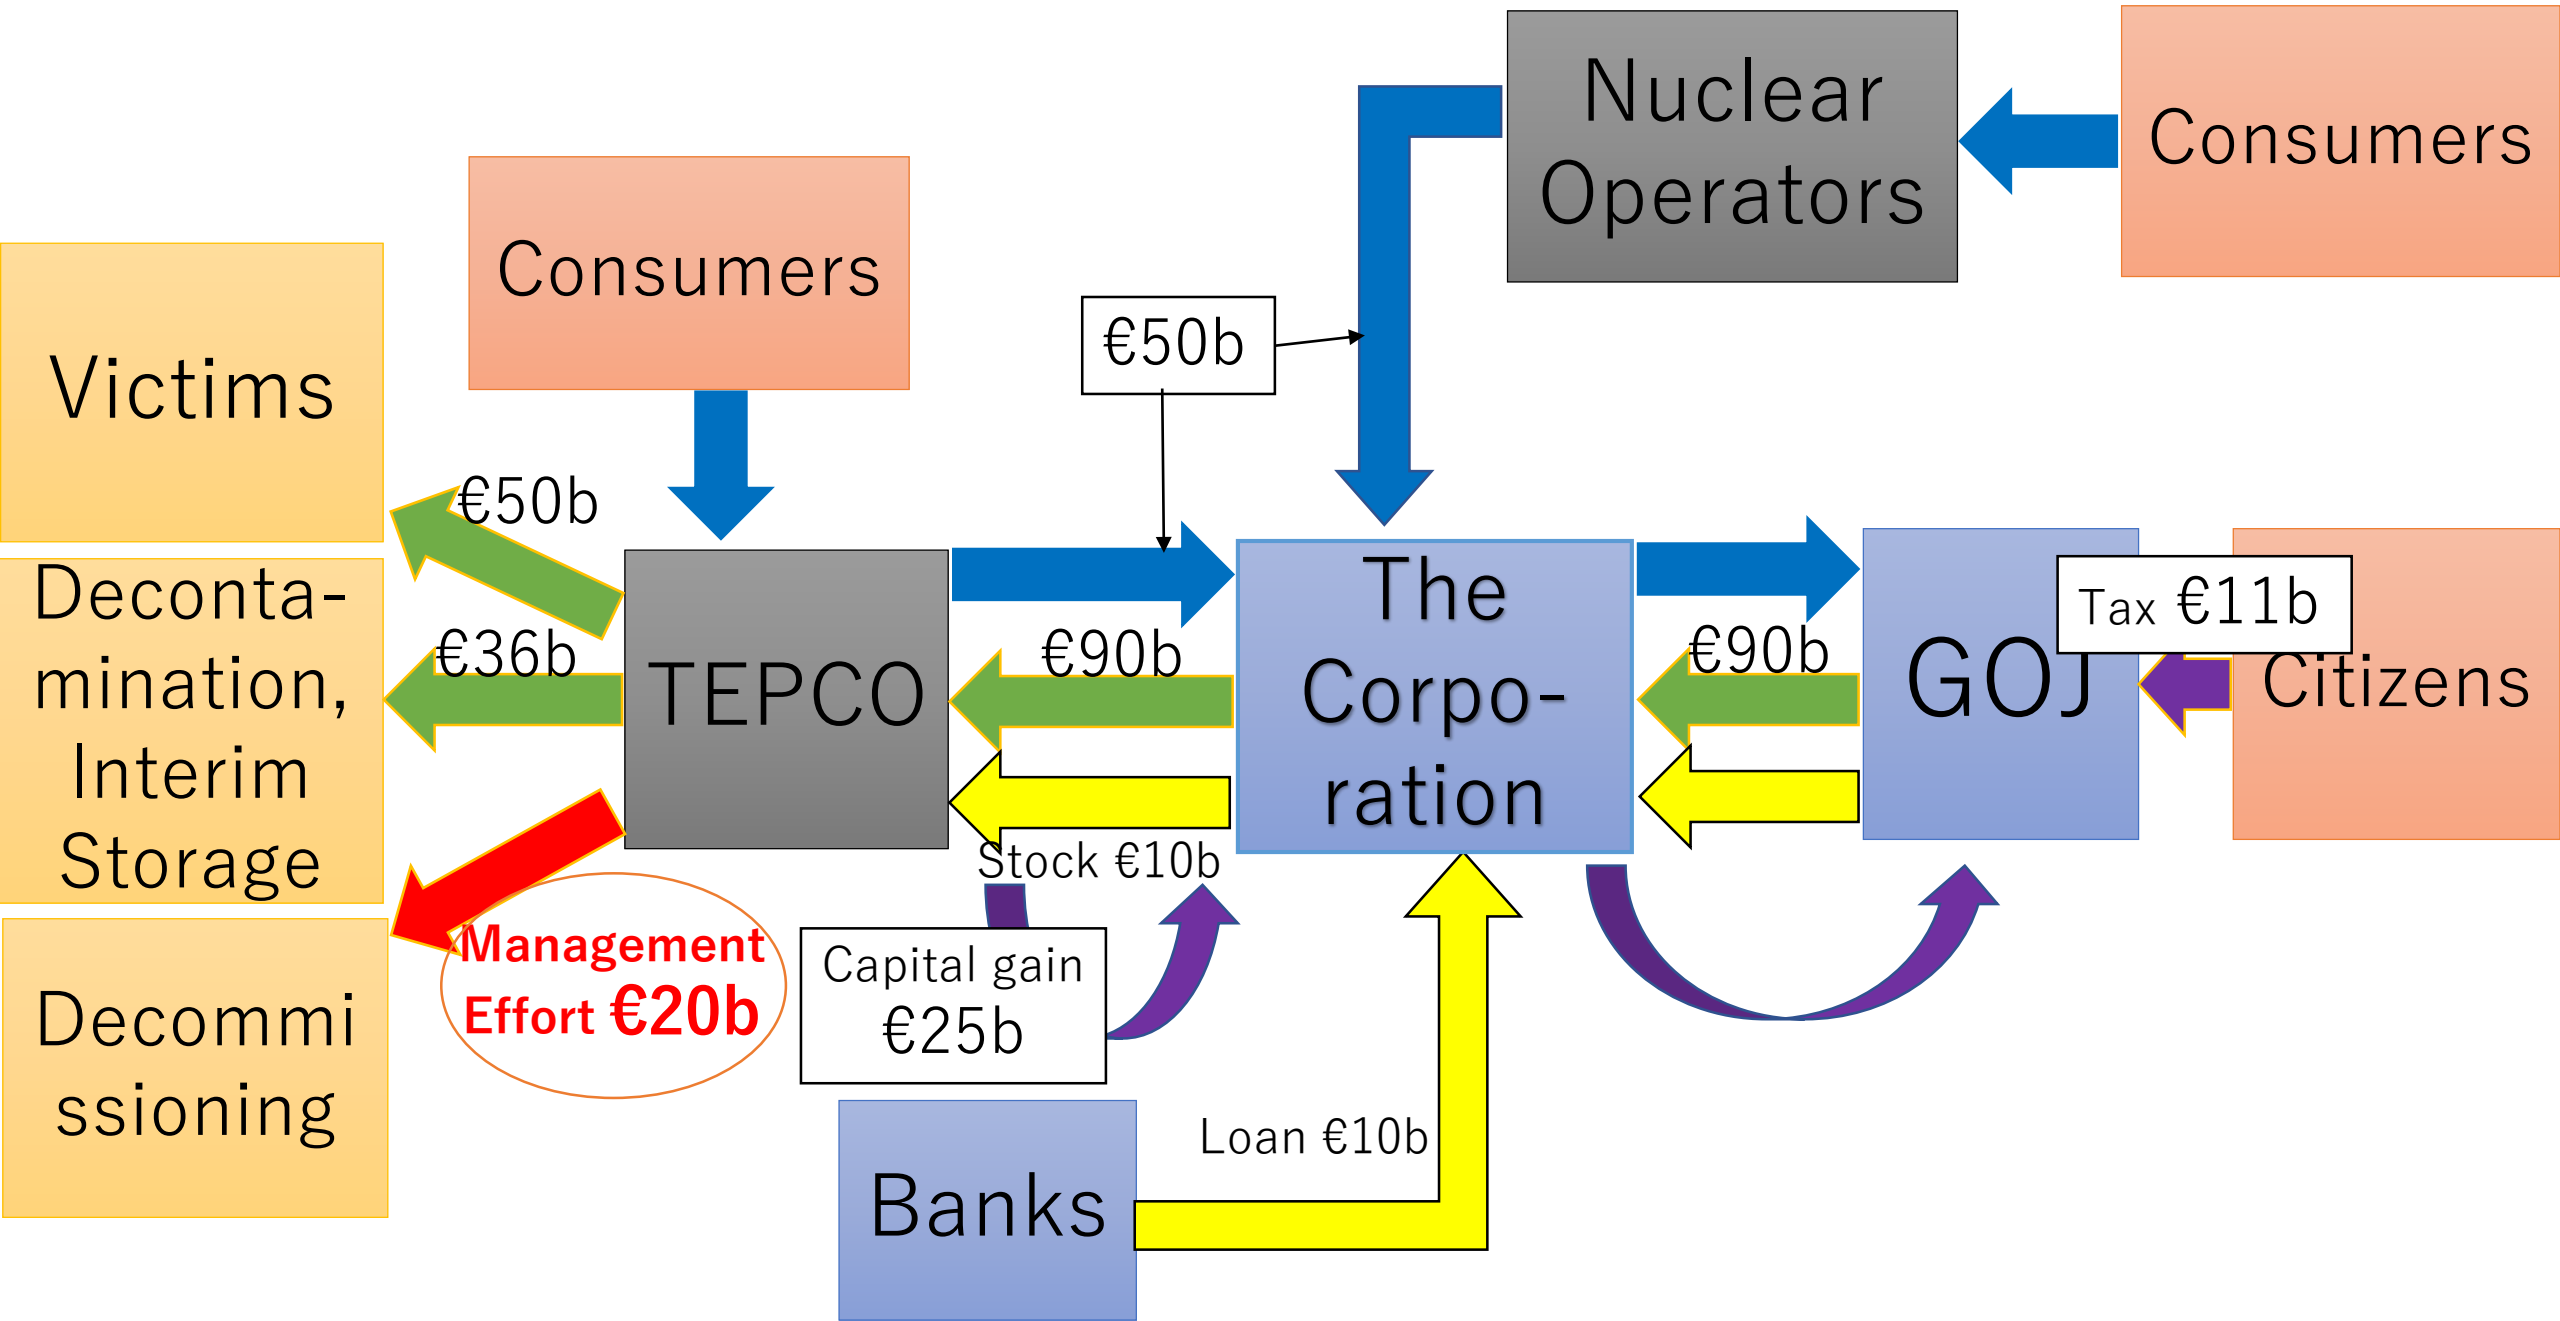 Nuclear
Operators
Consumers
Consumers
€50b
Victims
€50b
Deconta-
mination,
Interim
Storage
€36b
TEPCO
€90b
The
Corpo-
ration
€90b
GOJ
Tax €11b
Citizens
Stock €10b
Management
Effort €20b
Capital gain
€25b
Decommi
ssioning
Loan €10b
Banks